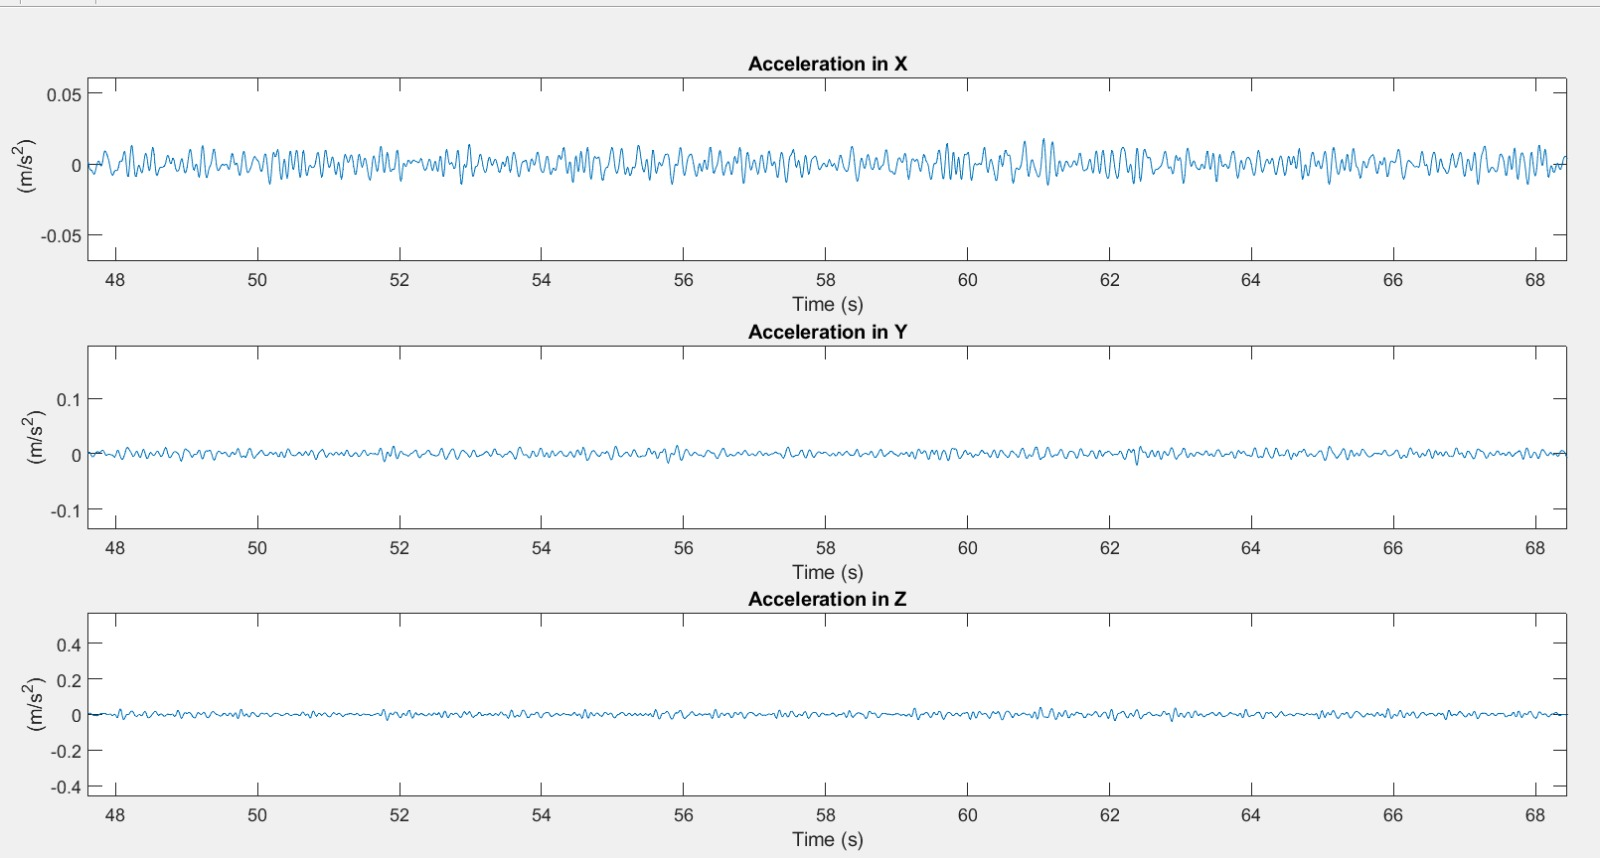 Acceleration in X
(m/s²)
0.05
0
-0.05
48 50 52 54 56 58 60 62 64 66 68
Time (s)
Acceleration in Y
(m/s²)
0.1
0
-0.1
48 50 52 54 56 58 60 62 64 66 68
Time (s)
Acceleration in Z
(m/s²)
0.4
0.2
0
-0.2
-0.4
48 50 52 54 56 58 60 62 64 66 68
Time (s)